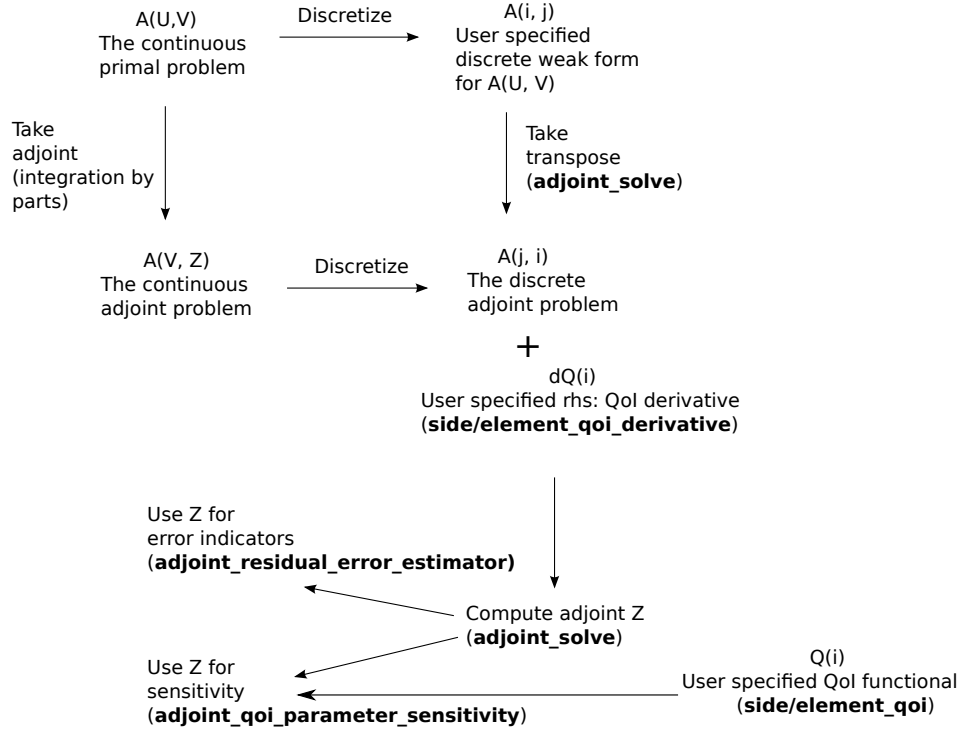 A(U,V)
The continuous
primal problem
Discretize
A(i, j)
User specified
discrete weak form
for A(U, V)
Take
adjoint
(integration by
parts)
Take
transpose
(adjoint_solve)
A(V, Z)
The continuous
adjoint problem
Discretize
A(j, i)
The discrete
adjoint problem
+
dQ(i)
User specified rhs: QoI derivative
(side/element_qoi_derivative)
Use Z for
error indicators
(adjoint_residual_error_estimator)
Compute adjoint Z
(adjoint_solve)
Use Z for
sensitivity
(adjoint_qoi_parameter_sensitivity)
Q(i)
User specified QoI functional
(side/element_qoi)